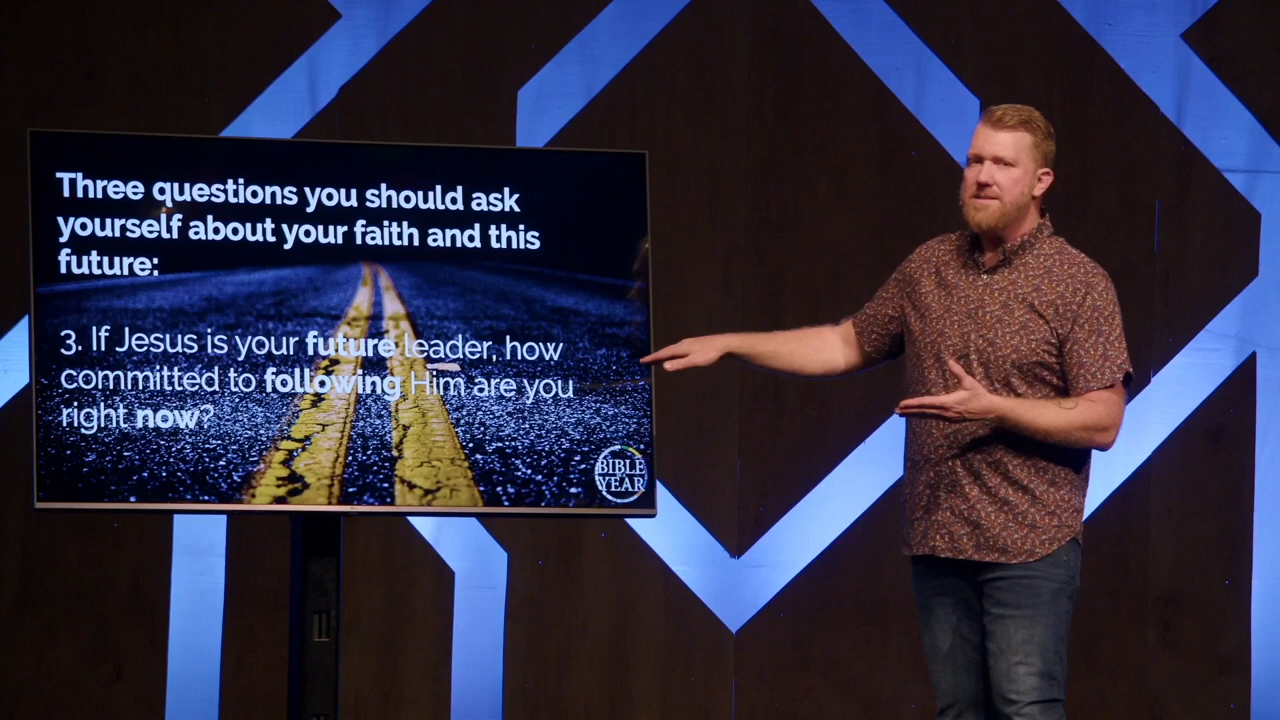 Three questions you should ask
yourself about your faith and this
future:
3. If Jesus is your future leader, how
committed to following Him are you
right now?
BIBLE
YEAR